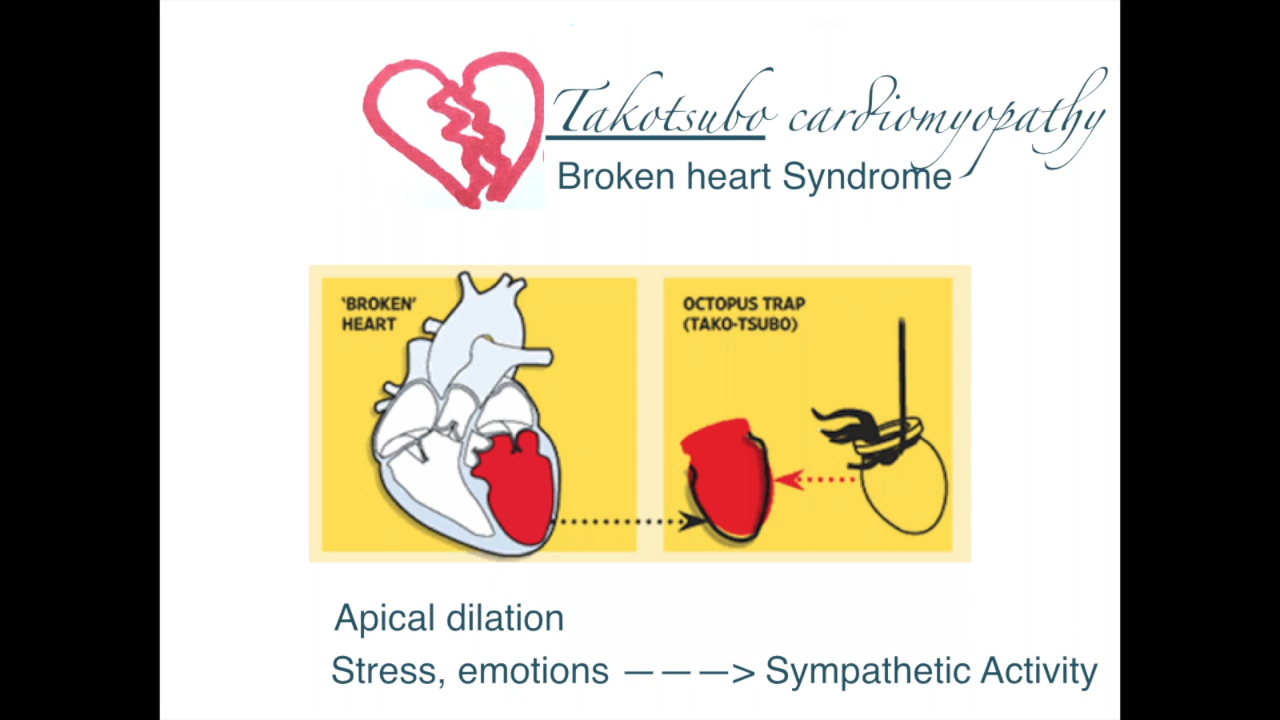 Takotsubo cardiomyopathy
Broken heart Syndrome
'BROKEN'
HEART
OCTOPUS TRAP
(TAKO-TSUBO)
Apical dilation
Stress, emotions — — —> Sympathetic Activity